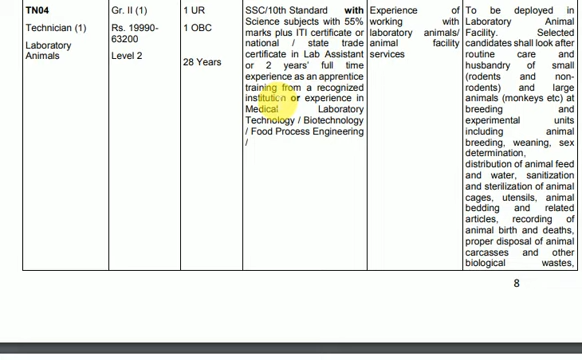 TN04
Technician (1)
Laboratory
Animals
Gr. II (1)
Rs. 19990-
63200
Level 2
1 UR
1 OBC
28 Years
SSC/10th Standard with
Science subjects with 55%
marks plus ITI certificate or
national / state trade
certificate in Lab Assistant
or 2 years' full time
experience as an apprentice
training from a recognized
institution or experience in
Medical Laboratory
Technology / Biotechnology
/ Food Process Engineering
/
Experience of
working with
laboratory animals/
animal facility
services
To be deployed in
Laboratory Animal
Facility. Selected
candidates shall look after
routine care and
husbandry of small
(rodents and non-
rodents) and large
animals (monkeys etc) at
breeding and
experimental units
including animal
breeding, weaning, sex
determination,
distribution of animal feed
and water, sanitization
and sterilization of animal
cages, utensils, animal
bedding and related
articles, recording of
animal birth and deaths,
proper disposal of animal
carcasses and other
biological wastes,
8